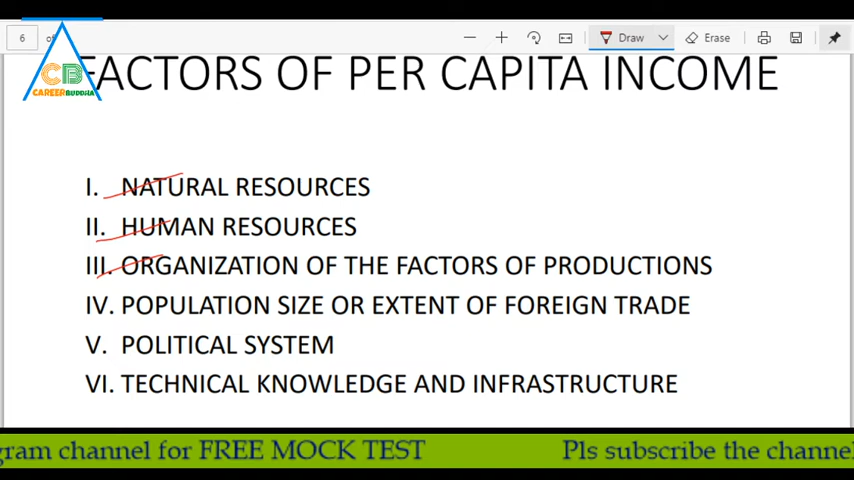 6
of
Draw
Erase
CB
CAREER BUDDHA
FACTORS OF PER CAPITA INCOME
I. NATURAL RESOURCES
II. HUMAN RESOURCES
III. ORGANIZATION OF THE FACTORS OF PRODUCTIONS
IV. POPULATION SIZE OR EXTENT OF FOREIGN TRADE
V. POLITICAL SYSTEM
VI. TECHNICAL KNOWLEDGE AND INFRASTRUCTURE
gram channel for FREE MOCK TEST Pls subscribe the channel